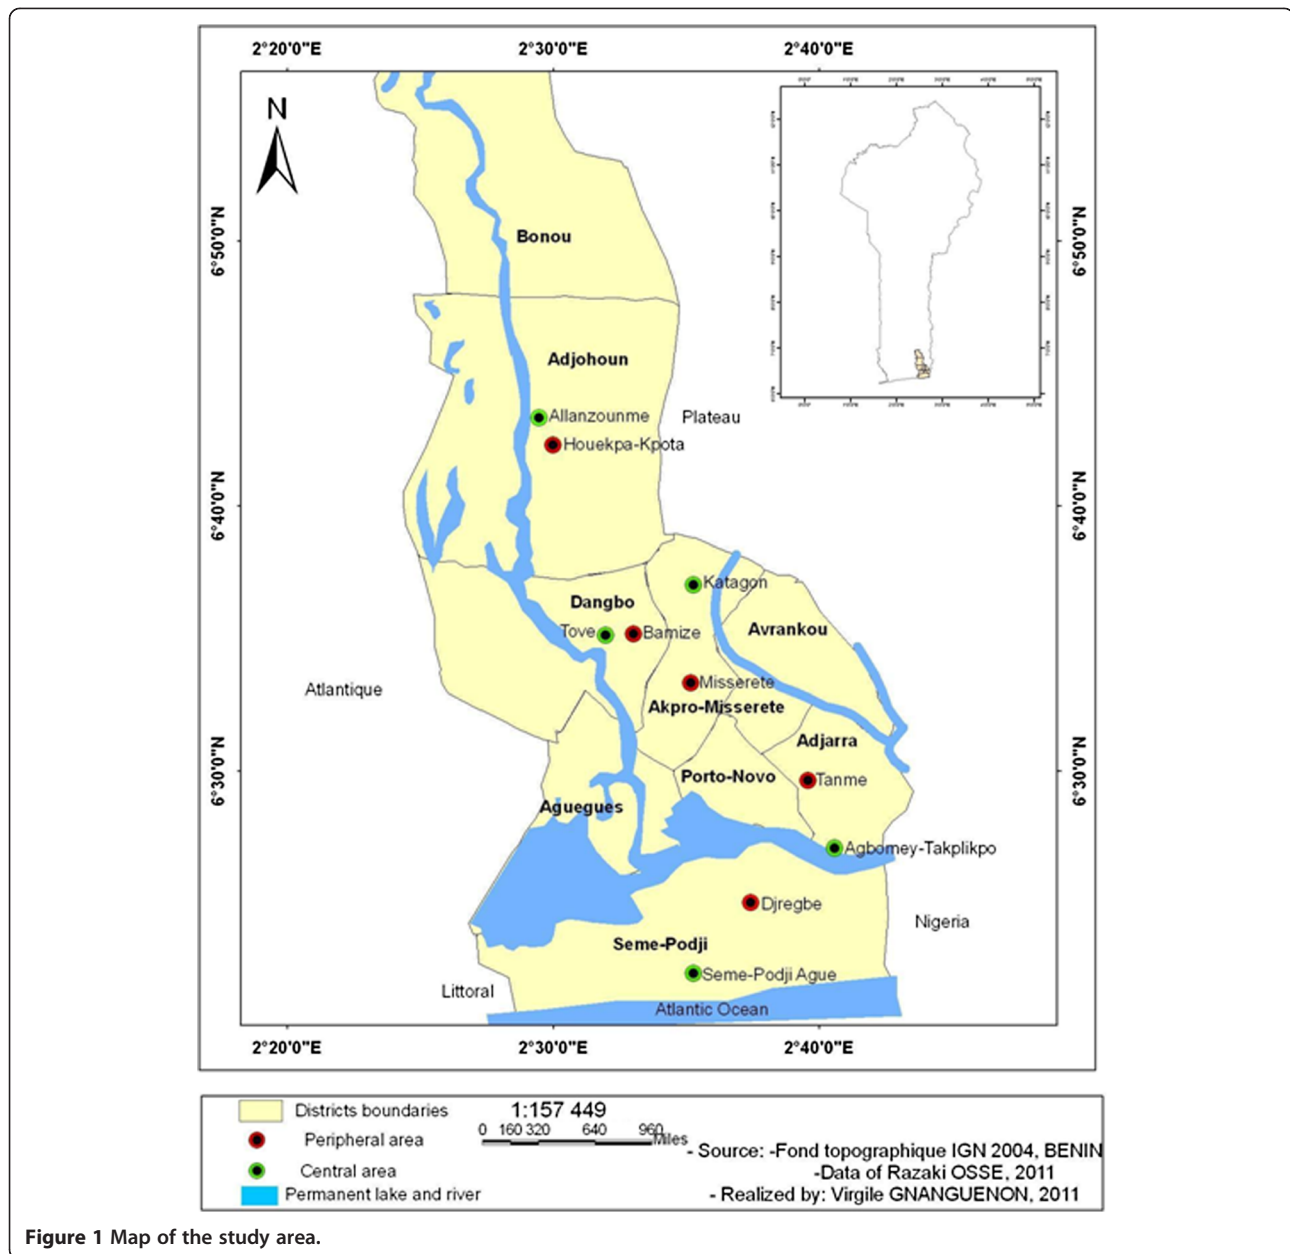 2°20'0"E 2°30'0"E 2°40'0"E
N
6°50'0"N 6°50'0"N
Bonou
Adjohoun
Allanzounme
Plateau
Houekpa-Kpota
6°40'0"N 6°40'0"N
Katagon
Dangbo
Tove Bamize
Avrankou
Misserete
Atlantique
Akpro-Misserete
Adjarra
6°30'0"N 6°30'0"N
Porto-Novo
Tanme
Aguegues
Agbomey-Takplikpo
Djregbe
Nigeria
Seme-Podji
Seme-Podji Ague
Littoral
Atlantic Ocean
2°20'0"E 2°30'0"E 2°40'0"E
Districts boundaries
1:157 449
Peripheral area
0 160 320 640 960 Miles
Central area
Permanent lake and river
- Source: -Fond topographique IGN 2004, BENIN
-Data of Razaki OSSE, 2011
- Realized by: Virgile GNANGUENON, 2011
Figure 1 Map of the study area.